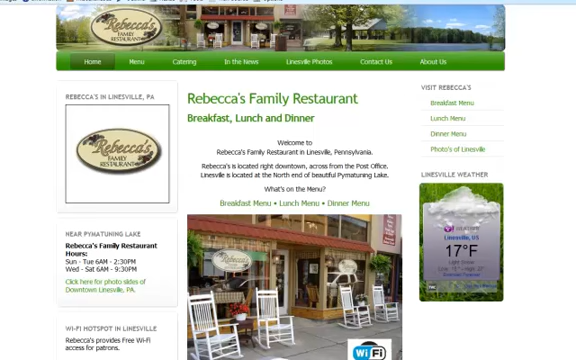 Rebecca's
FAMILY
RESTAURANT
Home
Menu
Catering
In the News
Linesville Photos
Contact Us
About Us
REBECCA'S IN LINESVILLE, PA
Rebecca's
FAMILY
RESTAURANT
NEAR PYMATUNING LAKE
Rebecca's Family Restaurant
Hours:
Sun - Tue 6AM - 2:30PM
Wed - Sat 6AM - 9:30PM
Click here for photo slides of
Downtown Linesville, PA.
WI-FI HOTSPOT IN LINESVILLE
Rebecca's provides Free Wi-Fi
access for patrons.
Rebecca's Family Restaurant
Breakfast, Lunch and Dinner
Welcome to
Rebecca's Family Restaurant in Linesville, Pennsylvania.
Rebecca's is located right downtown, across from the Post Office.
Linesville is located at the North end of beautiful Pymatuning Lake.
What's on the Menu?
Breakfast Menu • Lunch Menu • Dinner Menu
Rebecca's
WiFi
VISIT REBECCA'S
Breakfast Menu
Lunch Menu
Dinner Menu
Photo's of Linesville
LINESVILLE WEATHER
Linesville, US
17°F